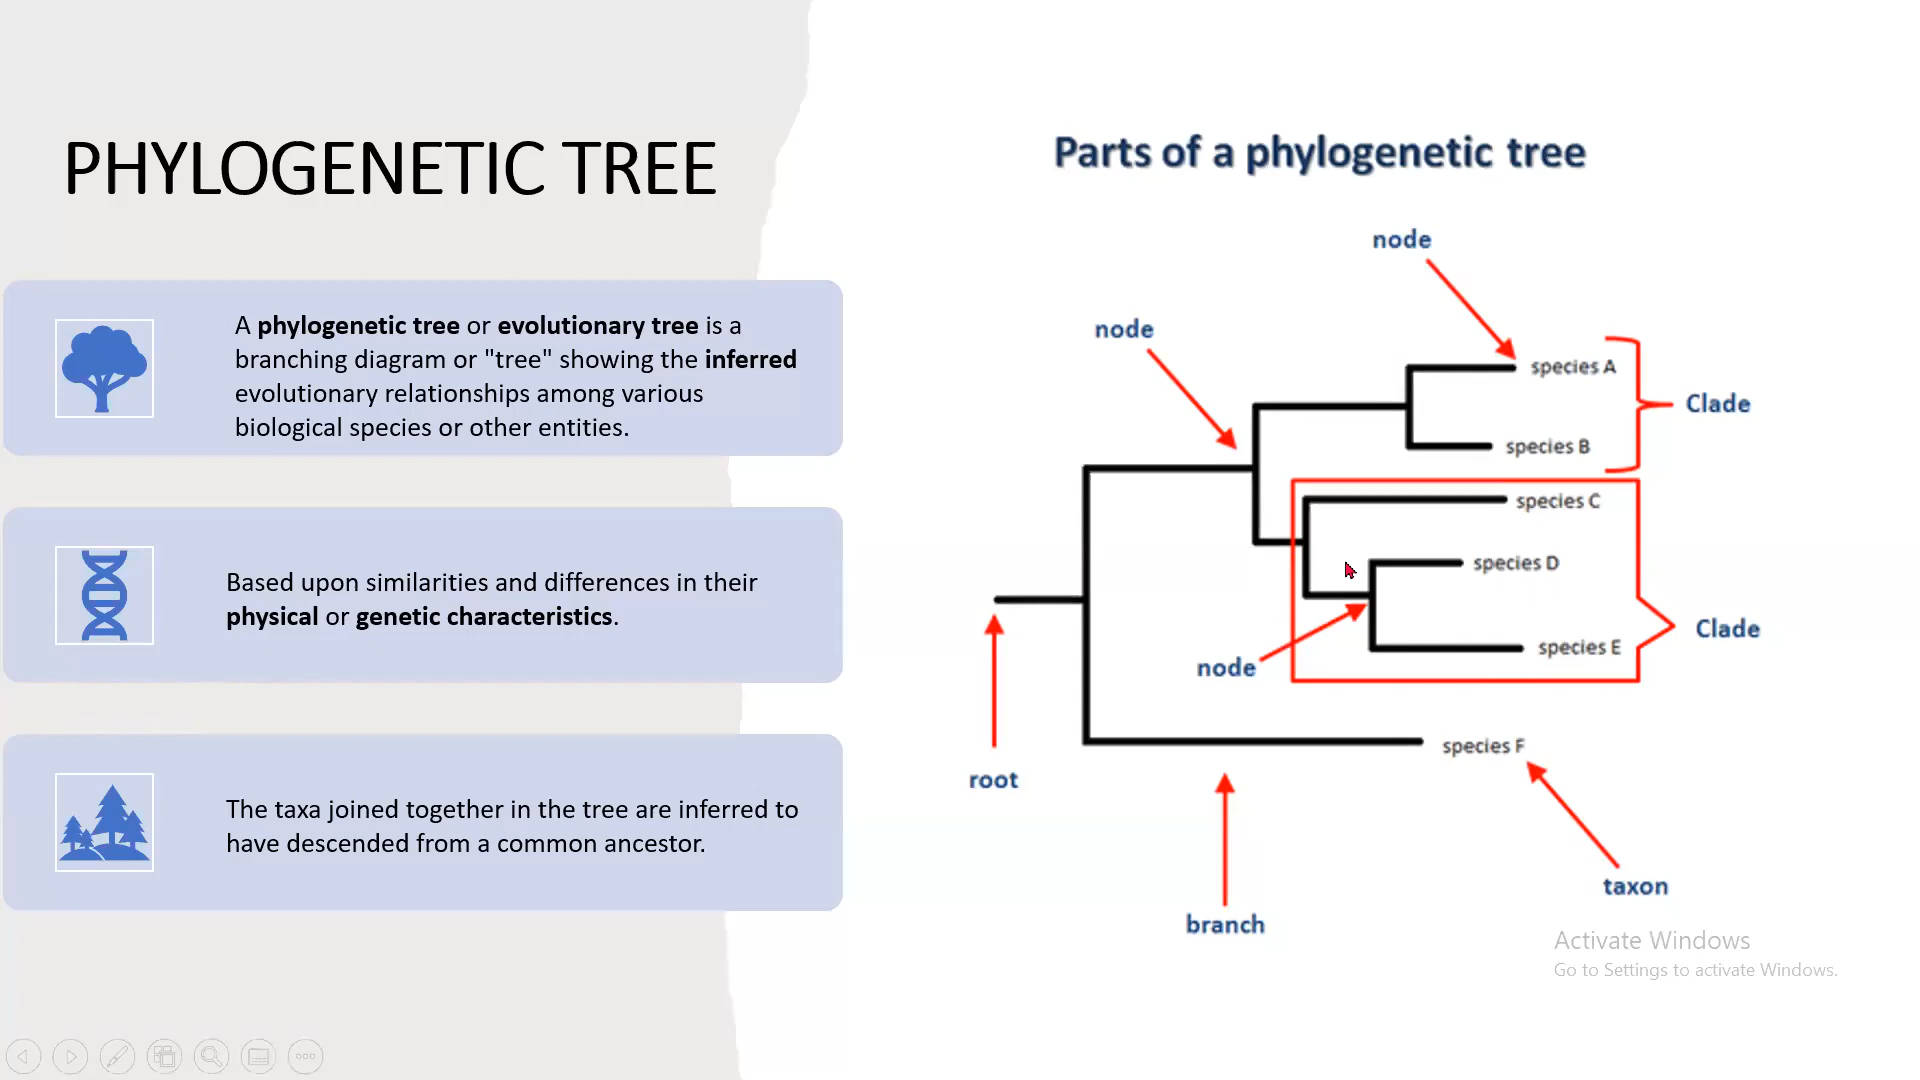 PHYLOGENETIC TREE
A phylogenetic tree or evolutionary tree is a
branching diagram or "tree" showing the inferred
evolutionary relationships among various
biological species or other entities.
Based upon similarities and differences in their
physical or genetic characteristics.
The taxa joined together in the tree are inferred to
have descended from a common ancestor.
Parts of a phylogenetic tree
node
node
species A
Clade
species B
species C
species D
Clade
species E
node
species F
root
taxon
branch
Activate Windows
Go to Settings to activate Windows.